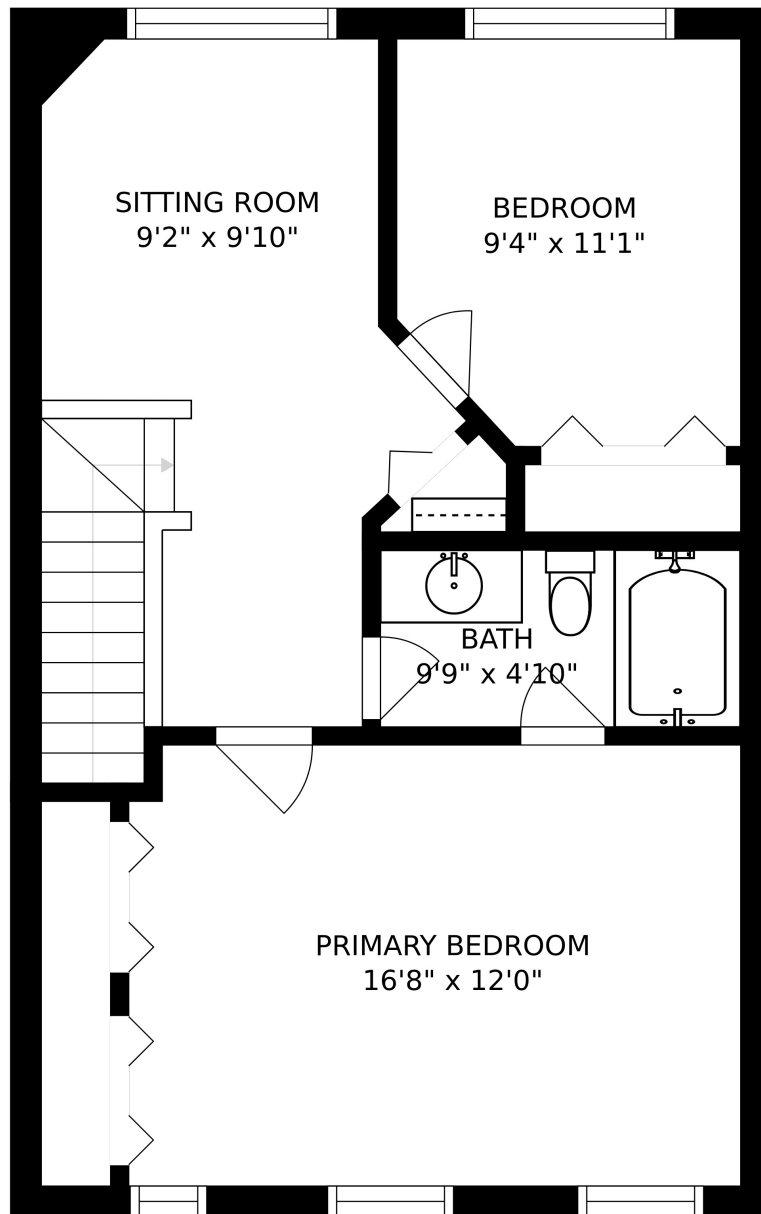 SITTING ROOM
9'2" x 9'10"
BEDROOM
9'4" x 11'1"
BATH
9'9" x 4'10"
PRIMARY BEDROOM
16'8" x 12'0"